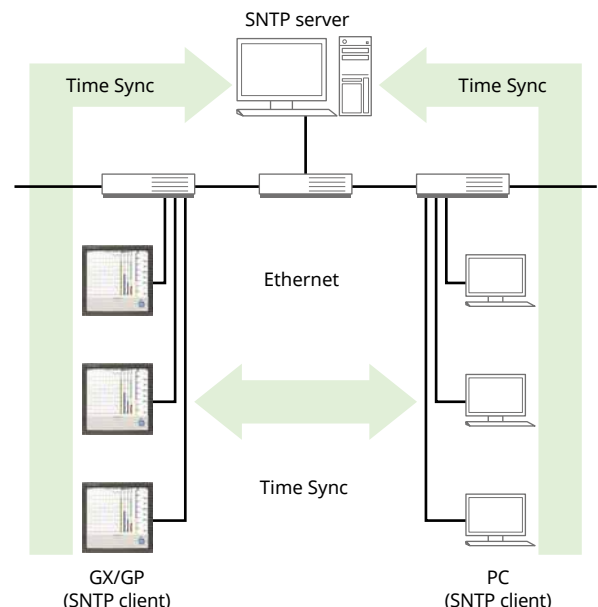 SNTP server
Time Sync
Time Sync
Ethernet
Time Sync
GX/GP
(SNTP client)
PC
(SNTP client)